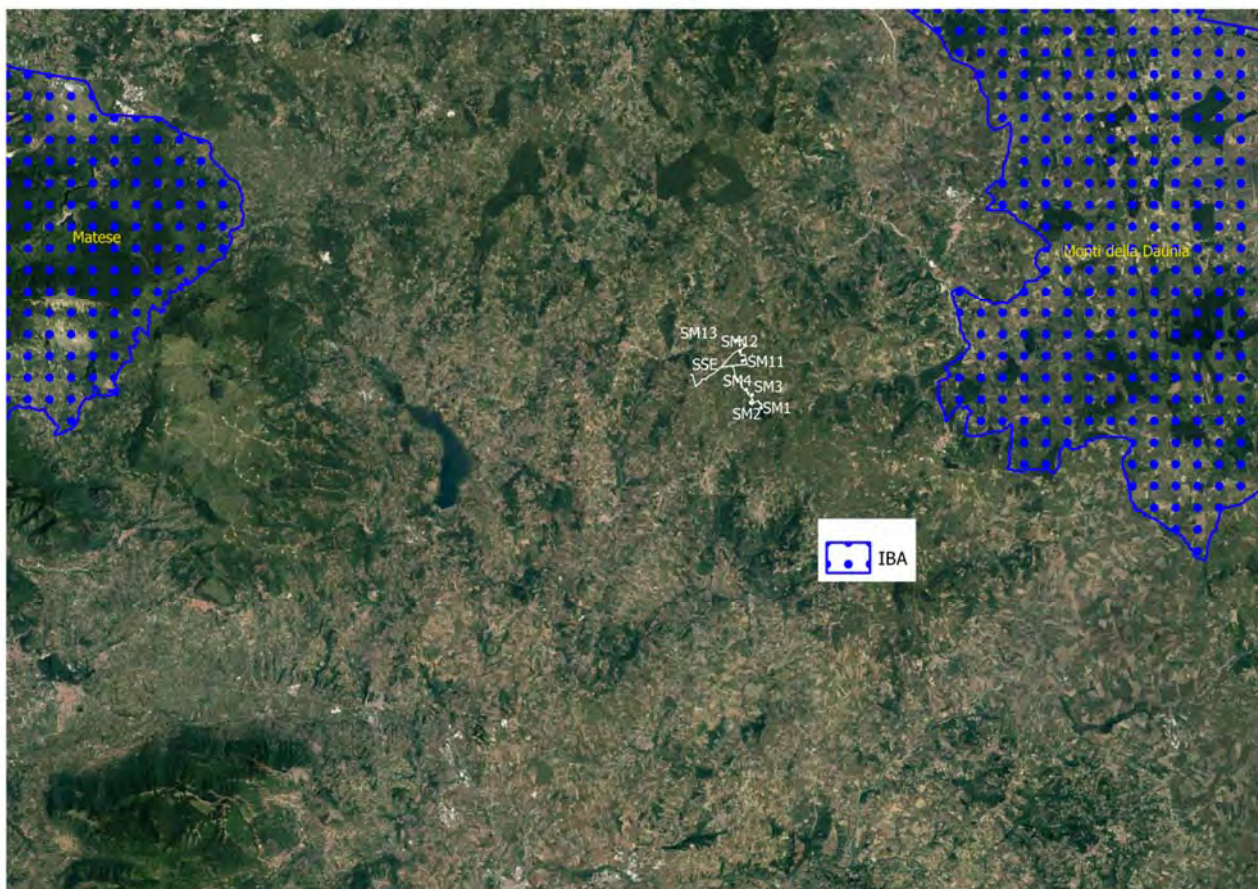 Matese
Monti della Daunia
SM13
SM12
SSE
SM11
SM4
SM3
SM2
SM1
IBA